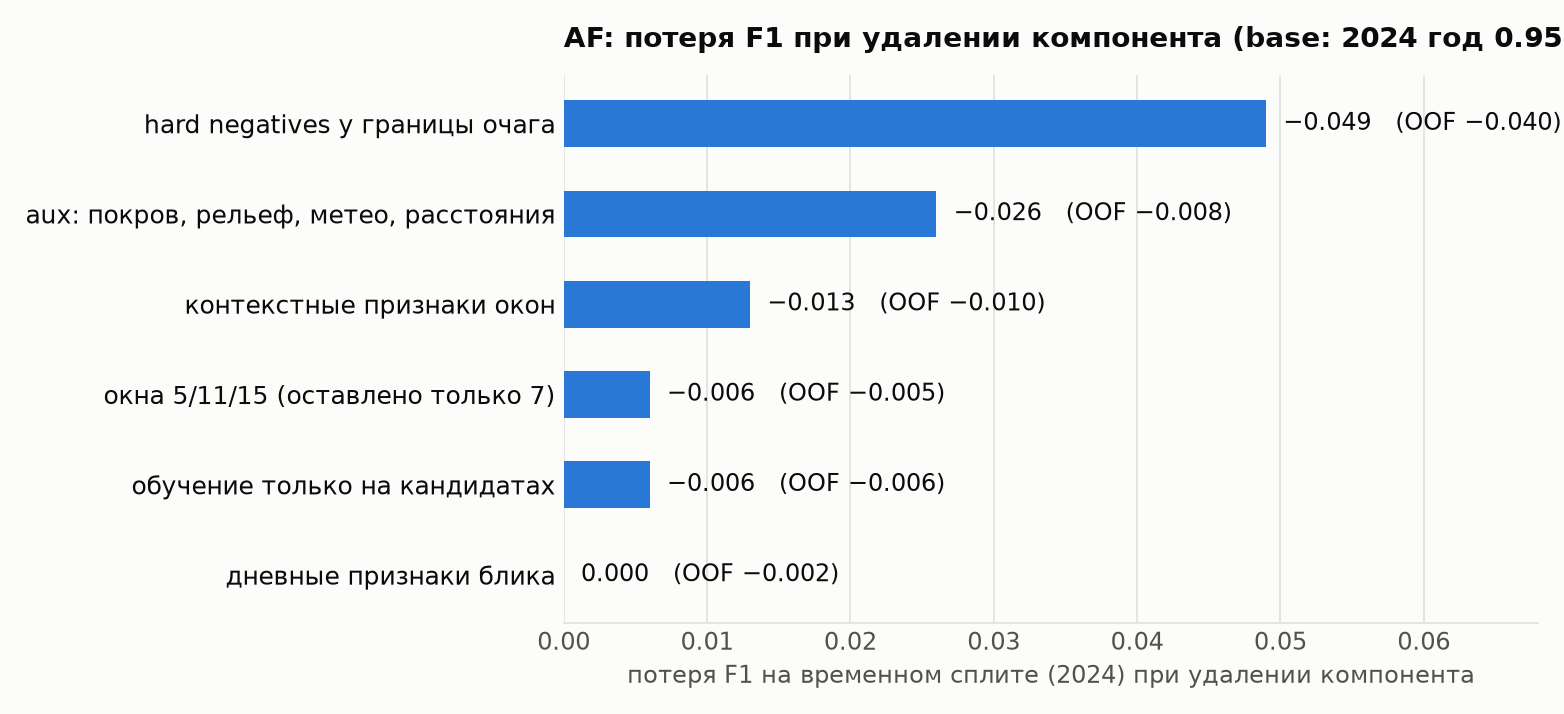 AF: потеря F1 при удалении компонента (base: 2024 год 0.95
hard negatives у границы очага −0.049 (OOF −0.040)
aux: покров, рельеф, метео, расстояния −0.026 (OOF −0.008)
контекстные признаки окон −0.013 (OOF −0.010)
окна 5/11/15 (оставлено только 7) −0.006 (OOF −0.005)
обучение только на кандидатах −0.006 (OOF −0.006)
дневные признаки блика 0.000 (OOF −0.002)
0.00 0.01 0.02 0.03 0.04 0.05 0.06
потеря F1 на временном сплите (2024) при удалении компонента